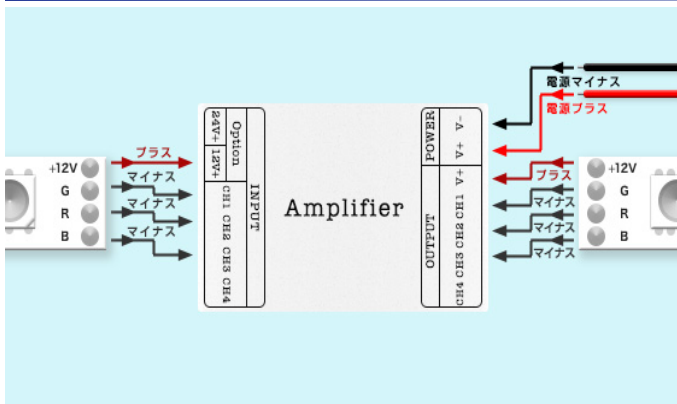 電源マイナス
電源プラス
+12V
G
R
B
プラス
マイナス
マイナス
マイナス
24V+
12V+
Option
CH1 CH2 CH3 CH4
INPUT
Amplifier
POWER
V- V+
OUTPUT
CH4 CH3 CH2 CH1 V+
プラス
マイナス
マイナス
マイナス
+12V
G
R
B